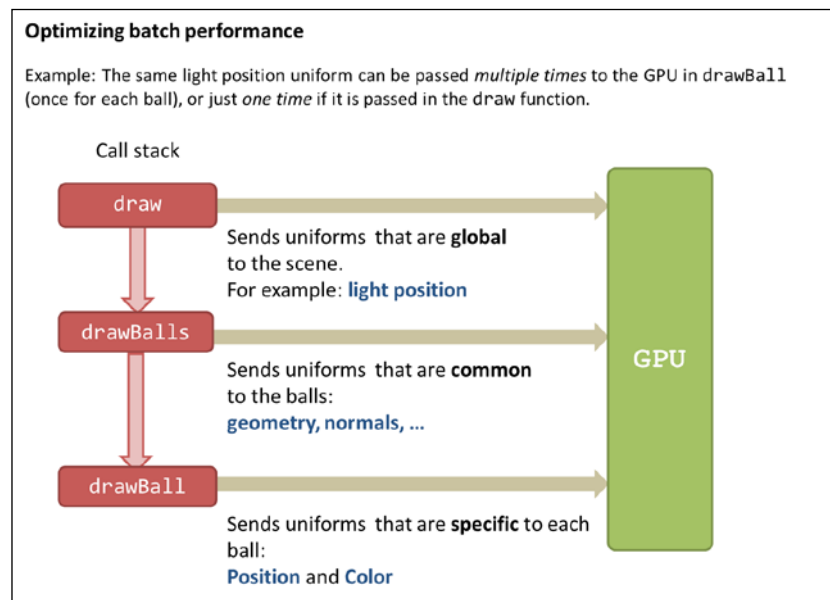 Optimizing batch performance
Example: The same light position uniform can be passed multiple times to the GPU in drawBall
(once for each ball), or just one time if it is passed in the draw function.
Call stack
draw
Sends uniforms that are global
to the scene.
For example: light position
drawBalls
Sends uniforms that are common
to the balls:
geometry, normals, ...
GPU
drawBall
Sends uniforms that are specific to each
ball:
Position and Color